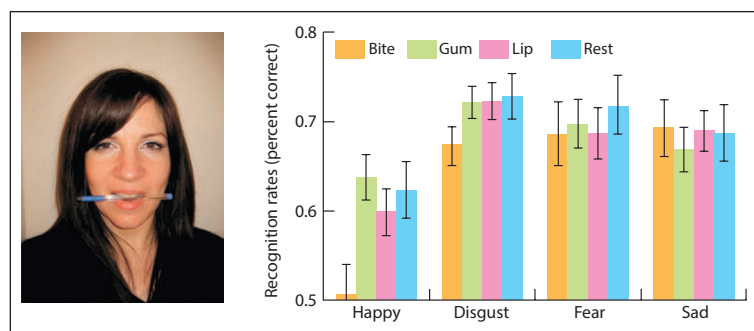 0.8
Bite Gum Lip Rest
0.7
0.6
0.5
Recognition rates (percent correct)
Happy Disgust Fear Sad